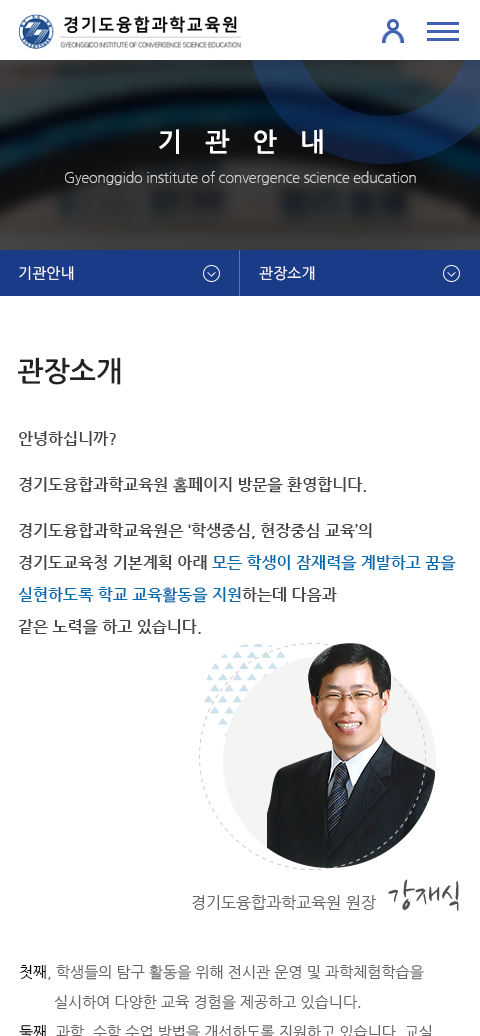 경기도융합과학교육원
GYEONGGIDO INSTITUTE OF CONVERGENCE SCIENCE EDUCATION
기 관 안 내
Gyeonggido institute of convergence science education
기관안내
관장소개
관장소개
안녕하십니까?
경기도융합과학교육원 홈페이지 방문을 환영합니다.
경기도융합과학교육원은 ‘학생중심, 현장중심 교육’의
경기도교육청 기본계획 아래 모든 학생이 잠재력을 계발하고 꿈을
실현하도록 학교 교육활동을 지원하는데 다음과
같은 노력을 하고 있습니다.
경기도융합과학교육원 원장 강재식
첫째, 학생들의 탐구 활동을 위해 전시관 운영 및 과학체험학습을
실시하여 다양한 교육 경험을 제공하고 있습니다.
둘째, 과학, 수학 수업 방법을 개선하도록 지원하고 있습니다. 교실